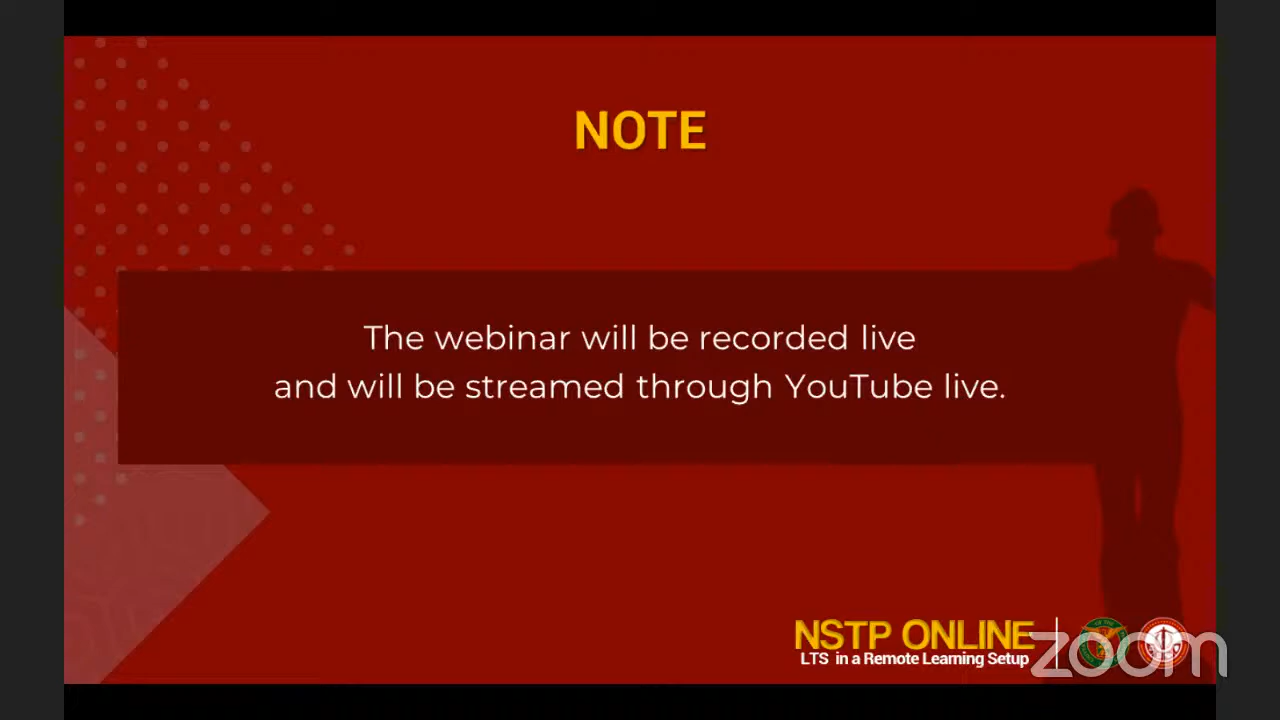 NOTE
The webinar will be recorded live
and will be streamed through YouTube live.
NSTP ONLINE
LTS in a Remote Learning Setup
zoom